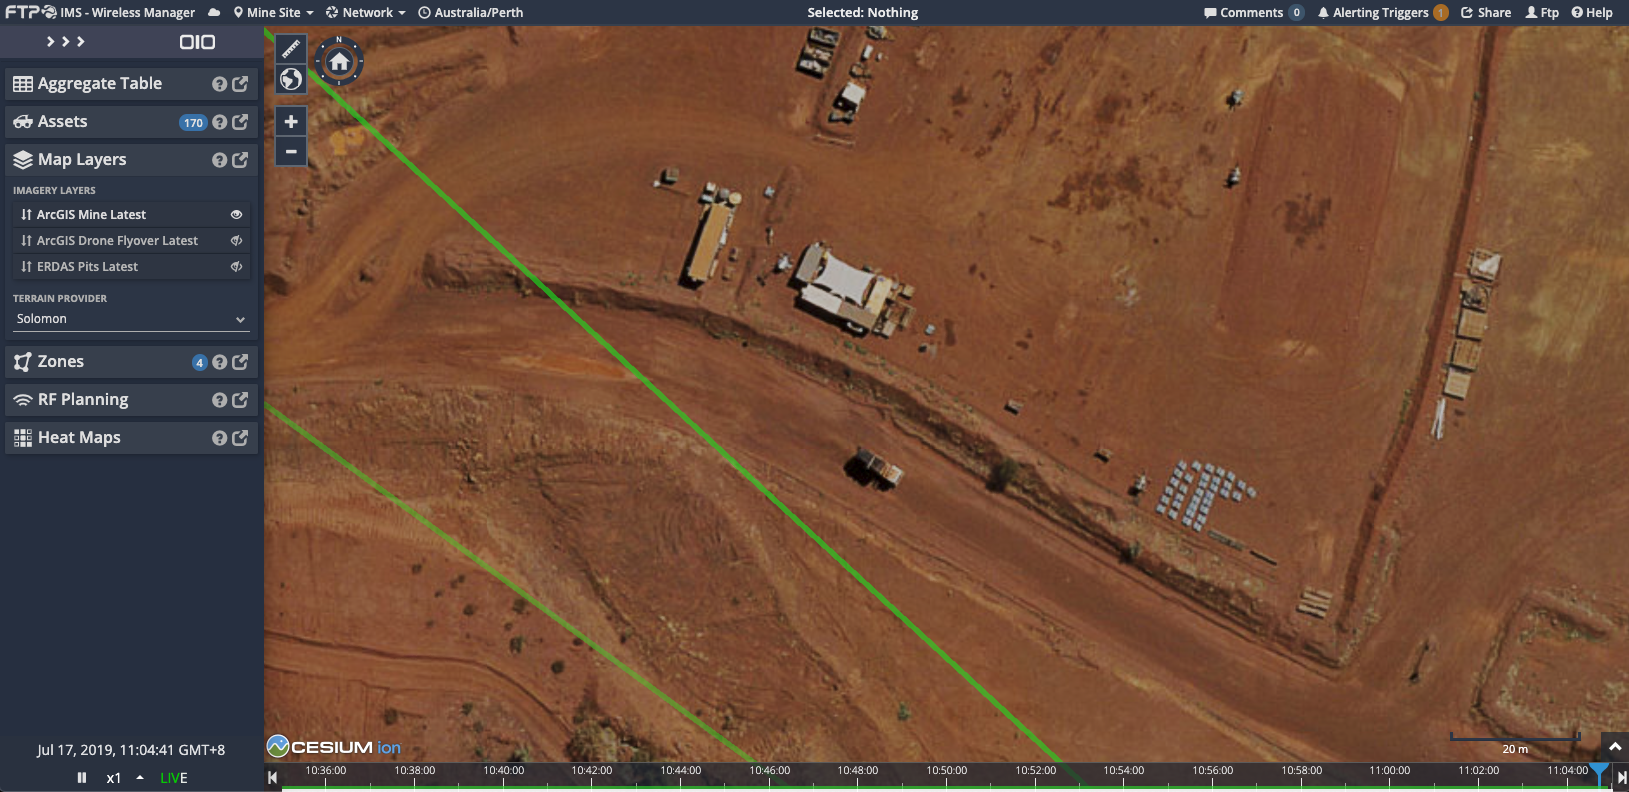 FTP IMS - Wireless Manager Mine Site Network Australia/Perth Selected: Nothing Comments 0 Alerting Triggers 1 Share Ftp Help
Aggregate Table
Assets 170
Map Layers
IMAGERY LAYERS
ArcGIS Mine Latest
ArcGIS Drone Flyover Latest
ERDAS Pits Latest
TERRAIN PROVIDER
Solomon
Zones 4
RF Planning
Heat Maps
N
CESIUM ion
20 m
Jul 17, 2019, 11:04:41 GMT+8
x1 LIVE
10:36:00 10:38:00 10:40:00 10:42:00 10:44:00 10:46:00 10:48:00 10:50:00 10:52:00 10:54:00 10:56:00 10:58:00 11:00:00 11:02:00 11:04:00